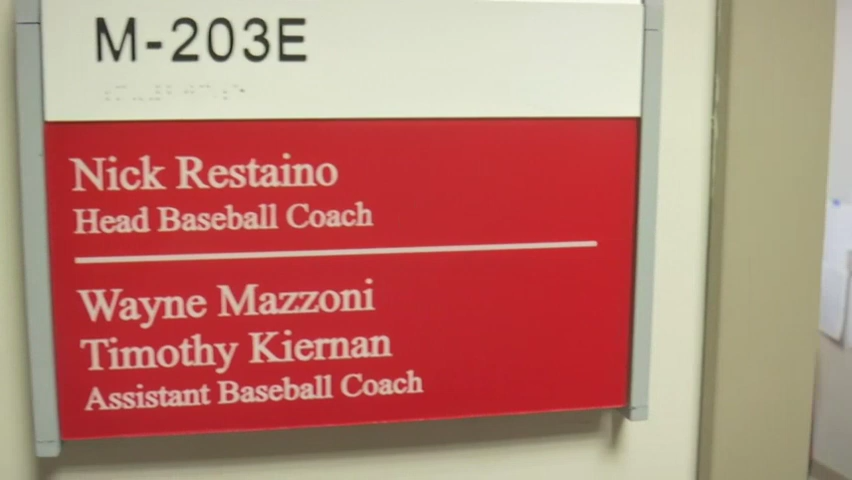 M-203E
Nick Restaino
Head Baseball Coach
Wayne Mazzoni
Timothy Kiernan
Assistant Baseball Coach